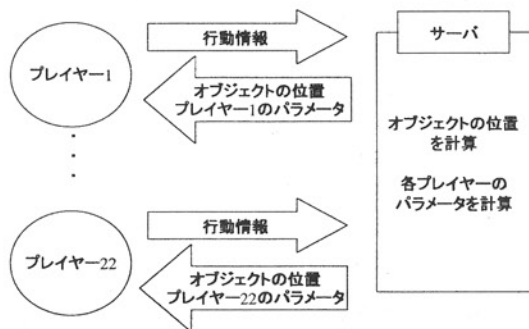 プレイヤー1
行動情報
オブジェクトの位置
プレイヤー1のパラメータ
サーバ
オブジェクトの位置
を計算
各プレイヤーの
パラメータを計算
プレイヤー22
行動情報
オブジェクトの位置
プレイヤー22のパラメータ